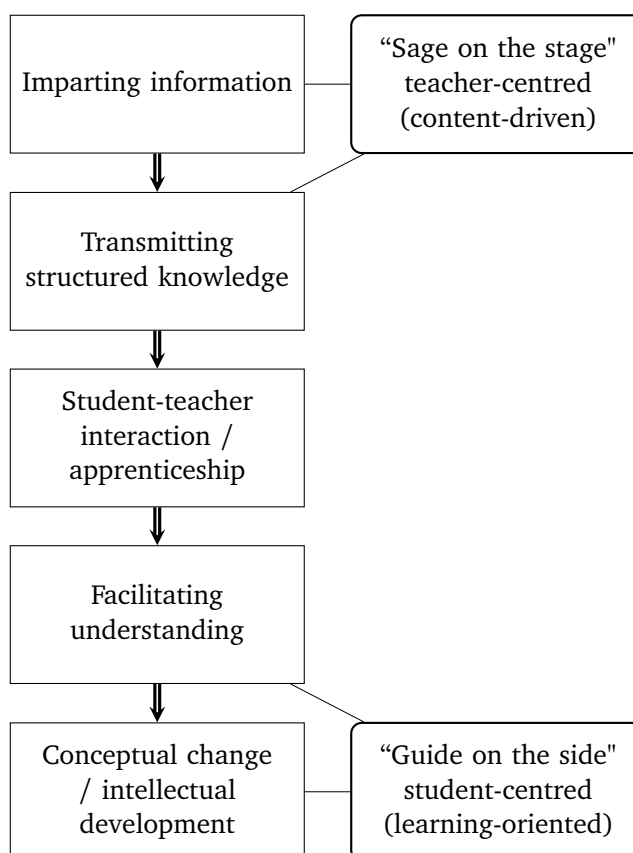 Imparting information
“Sage on the stage"
teacher-centred
(content-driven)
Transmitting
structured knowledge
Student-teacher
interaction /
apprenticeship
Facilitating
understanding
Conceptual change
/ intellectual
development
“Guide on the side"
student-centred
(learning-oriented)